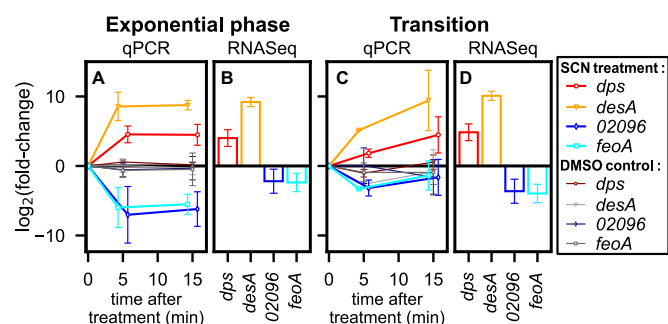 Exponential phase Transition
qPCR RNASeq qPCR RNASeq
A B C D
log2(fold-change)
10
0
−10
0 5 10 15 dps desA 02096 feoA 0 5 10 15 dps desA 02096 feoA
time after treatment (min)
time after treatment (min)
SCN treatment :
dps
desA
02096
feoA
DMSO control :
dps
desA
02096
feoA